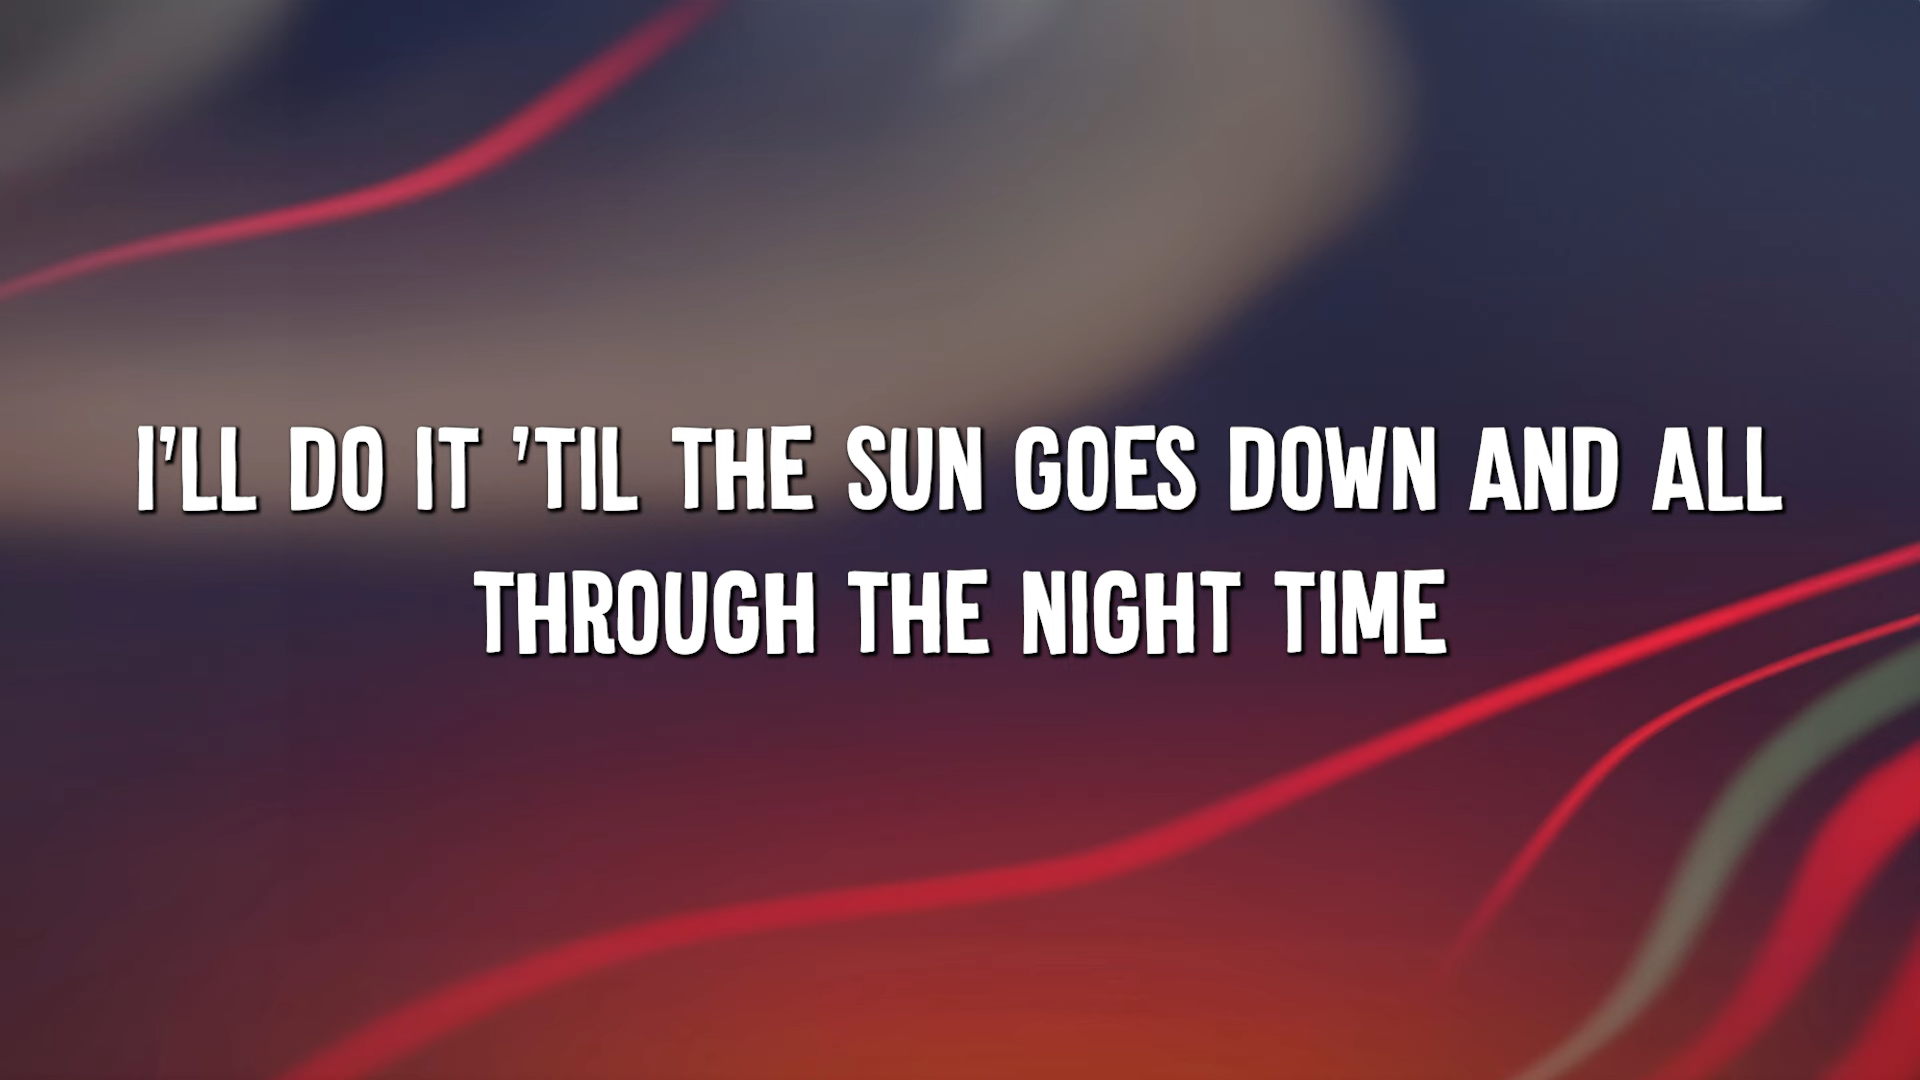 I'LL DO IT 'TIL THE SUN GOES DOWN AND ALL
THROUGH THE NIGHT TIME